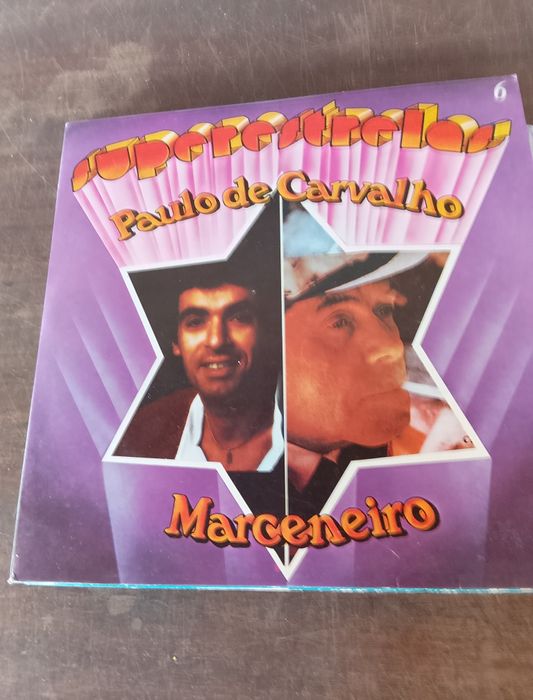 6
superestrelas
Paulo de Carvalho
Marceneiro